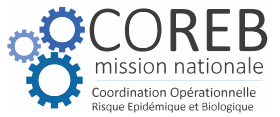 COREB
mission nationale
Coordination Opérationnelle
Risque Epidémique et Biologique